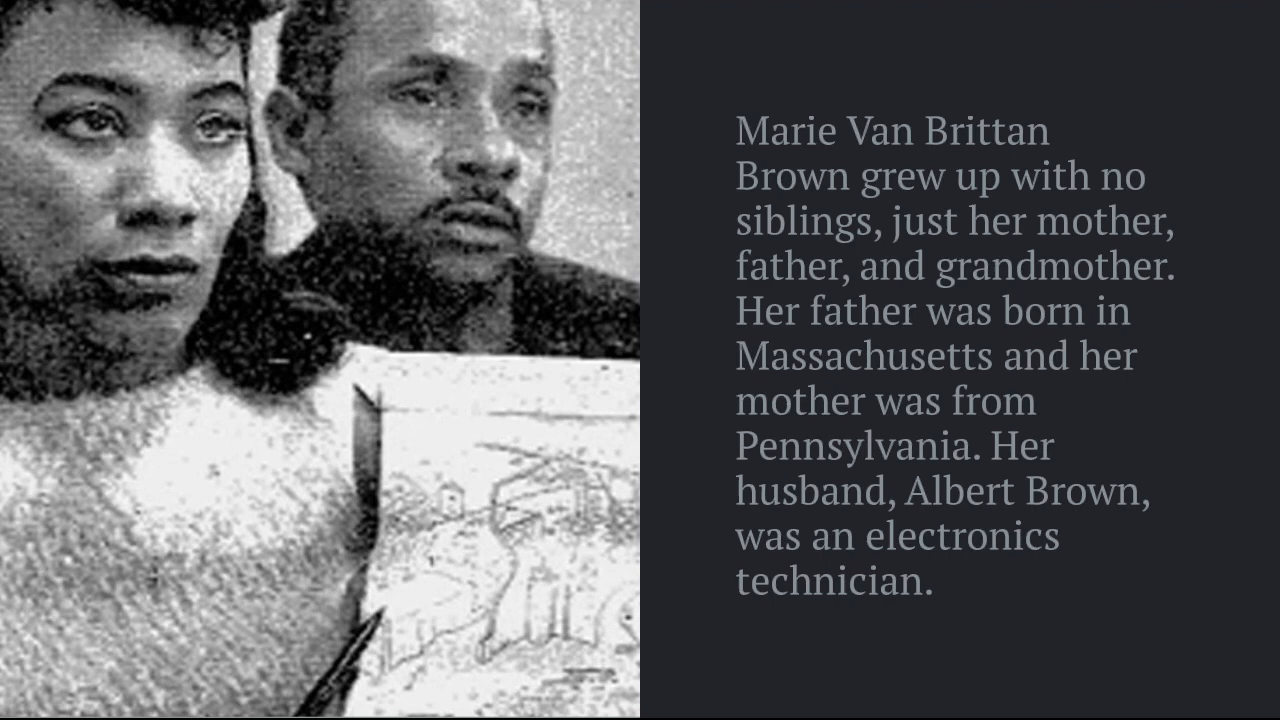 Marie Van Brittan
Brown grew up with no
siblings, just her mother,
father, and grandmother.
Her father was born in
Massachusetts and her
mother was from
Pennsylvania. Her
husband, Albert Brown,
was an electronics
technician.